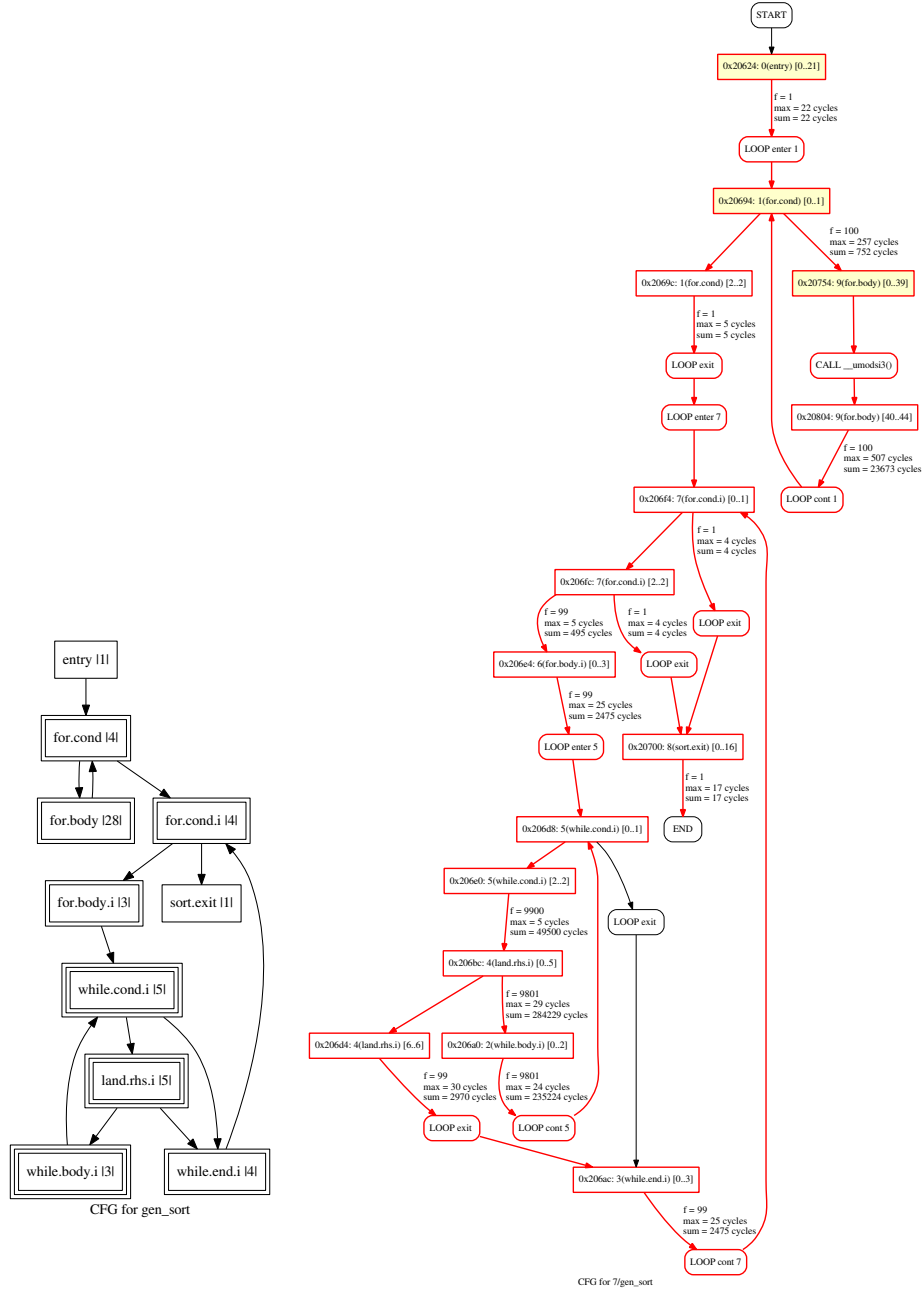 START
0x20624: 0(entry) [0..21]
f = 1
max = 22 cycles
sum = 22 cycles
LOOP enter 1
0x20694: 1(for.cond) [0..1]
f = 100
max = 257 cycles
sum = 752 cycles
0x2069c: 1(for.cond) [2..2]
0x20754: 9(for.body) [0..39]
f = 1
max = 5 cycles
sum = 5 cycles
LOOP exit
CALL __umodsi3()
LOOP enter 7
0x20804: 9(for.body) [40..44]
f = 100
max = 507 cycles
sum = 23673 cycles
0x206f4: 7(for.cond.i) [0..1]
LOOP cont 1
f = 1
max = 4 cycles
sum = 4 cycles
0x206fc: 7(for.cond.i) [2..2]
f = 99
max = 5 cycles
sum = 495 cycles
f = 1
max = 4 cycles
sum = 4 cycles
LOOP exit
0x206e4: 6(for.body.i) [0..3]
LOOP exit
f = 99
max = 25 cycles
sum = 2475 cycles
LOOP enter 5
0x20700: 8(sort.exit) [0..16]
f = 1
max = 17 cycles
sum = 17 cycles
0x206d8: 5(while.cond.i) [0..1]
END
0x206e0: 5(while.cond.i) [2..2]
LOOP exit
f = 9900
max = 5 cycles
sum = 49500 cycles
0x206bc: 4(land.rhs.i) [0..5]
f = 9801
max = 29 cycles
sum = 284229 cycles
0x206d4: 4(land.rhs.i) [6..6]
0x206a0: 2(while.body.i) [0..2]
f = 99
max = 30 cycles
sum = 2970 cycles
f = 9801
max = 24 cycles
sum = 235224 cycles
LOOP exit
LOOP cont 5
0x206ac: 3(while.end.i) [0..3]
f = 99
max = 25 cycles
sum = 2475 cycles
LOOP cont 7
CFG for 7/gen_sort
entry |1|
for.cond |4|
for.body |28|
for.cond.i |4|
for.body.i |3|
sort.exit |1|
while.cond.i |5|
land.rhs.i |5|
while.body.i |3|
while.end.i |4|
CFG for gen_sort